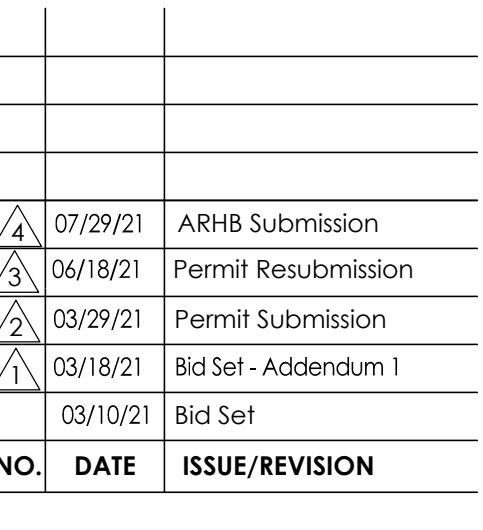 4 07/29/21 ARHB Submission
3 06/18/21 Permit Resubmission
2 03/29/21 Permit Submission
1 03/18/21 Bid Set - Addendum 1
03/10/21 Bid Set
NO. DATE ISSUE/REVISION